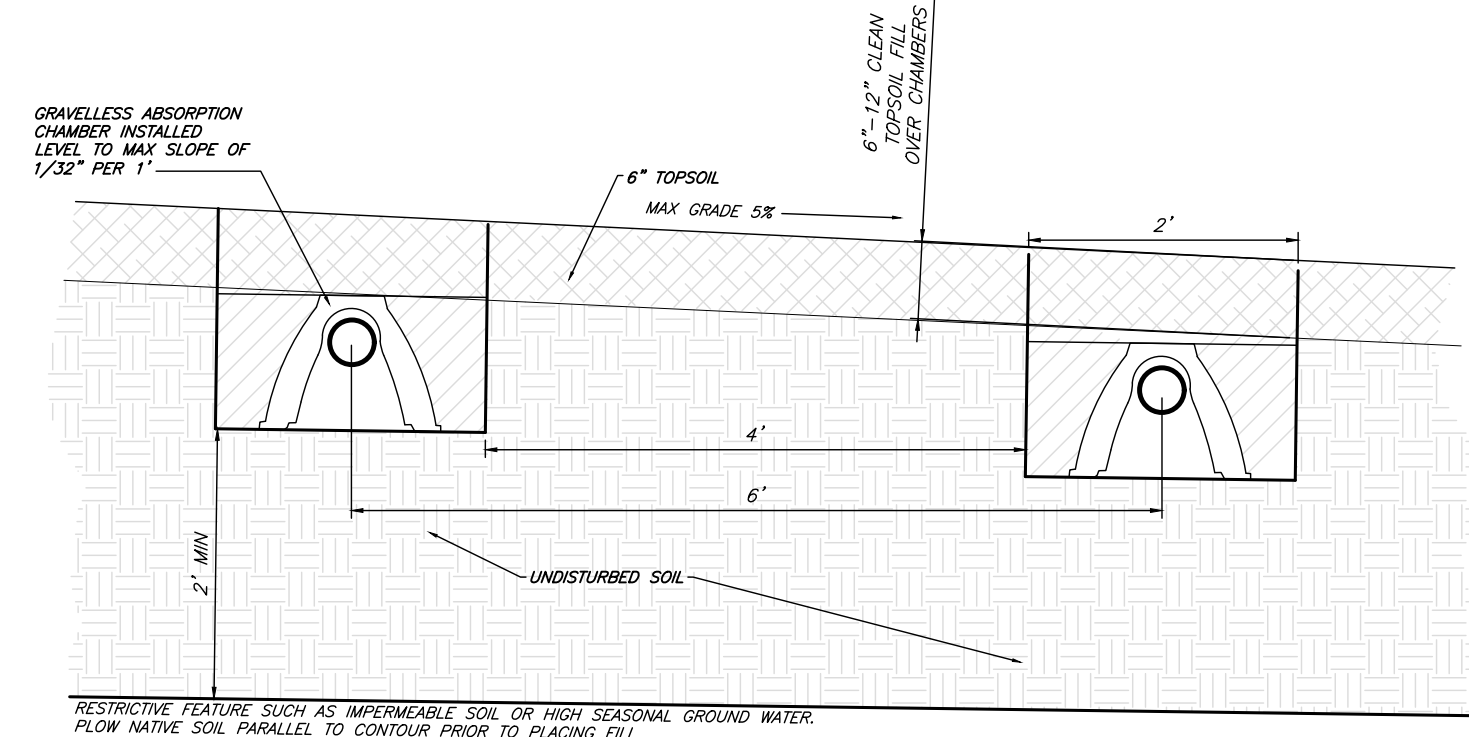 6"-12" CLEAN
TOPSOIL FILL
OVER CHAMBERS
GRAVELLESS ABSORPTION
CHAMBER INSTALLED
LEVEL TO MAX SLOPE OF
1/32" PER 1'
6" TOPSOIL
MAX GRADE 5%
2'
4'
6'
2' MIN
UNDISTURBED SOIL
RESTRICTIVE FEATURE SUCH AS IMPERMEABLE SOIL OR HIGH SEASONAL GROUND WATER.
PLOW NATIVE SOIL PARALLEL TO CONTOUR PRIOR TO PLACING FILL